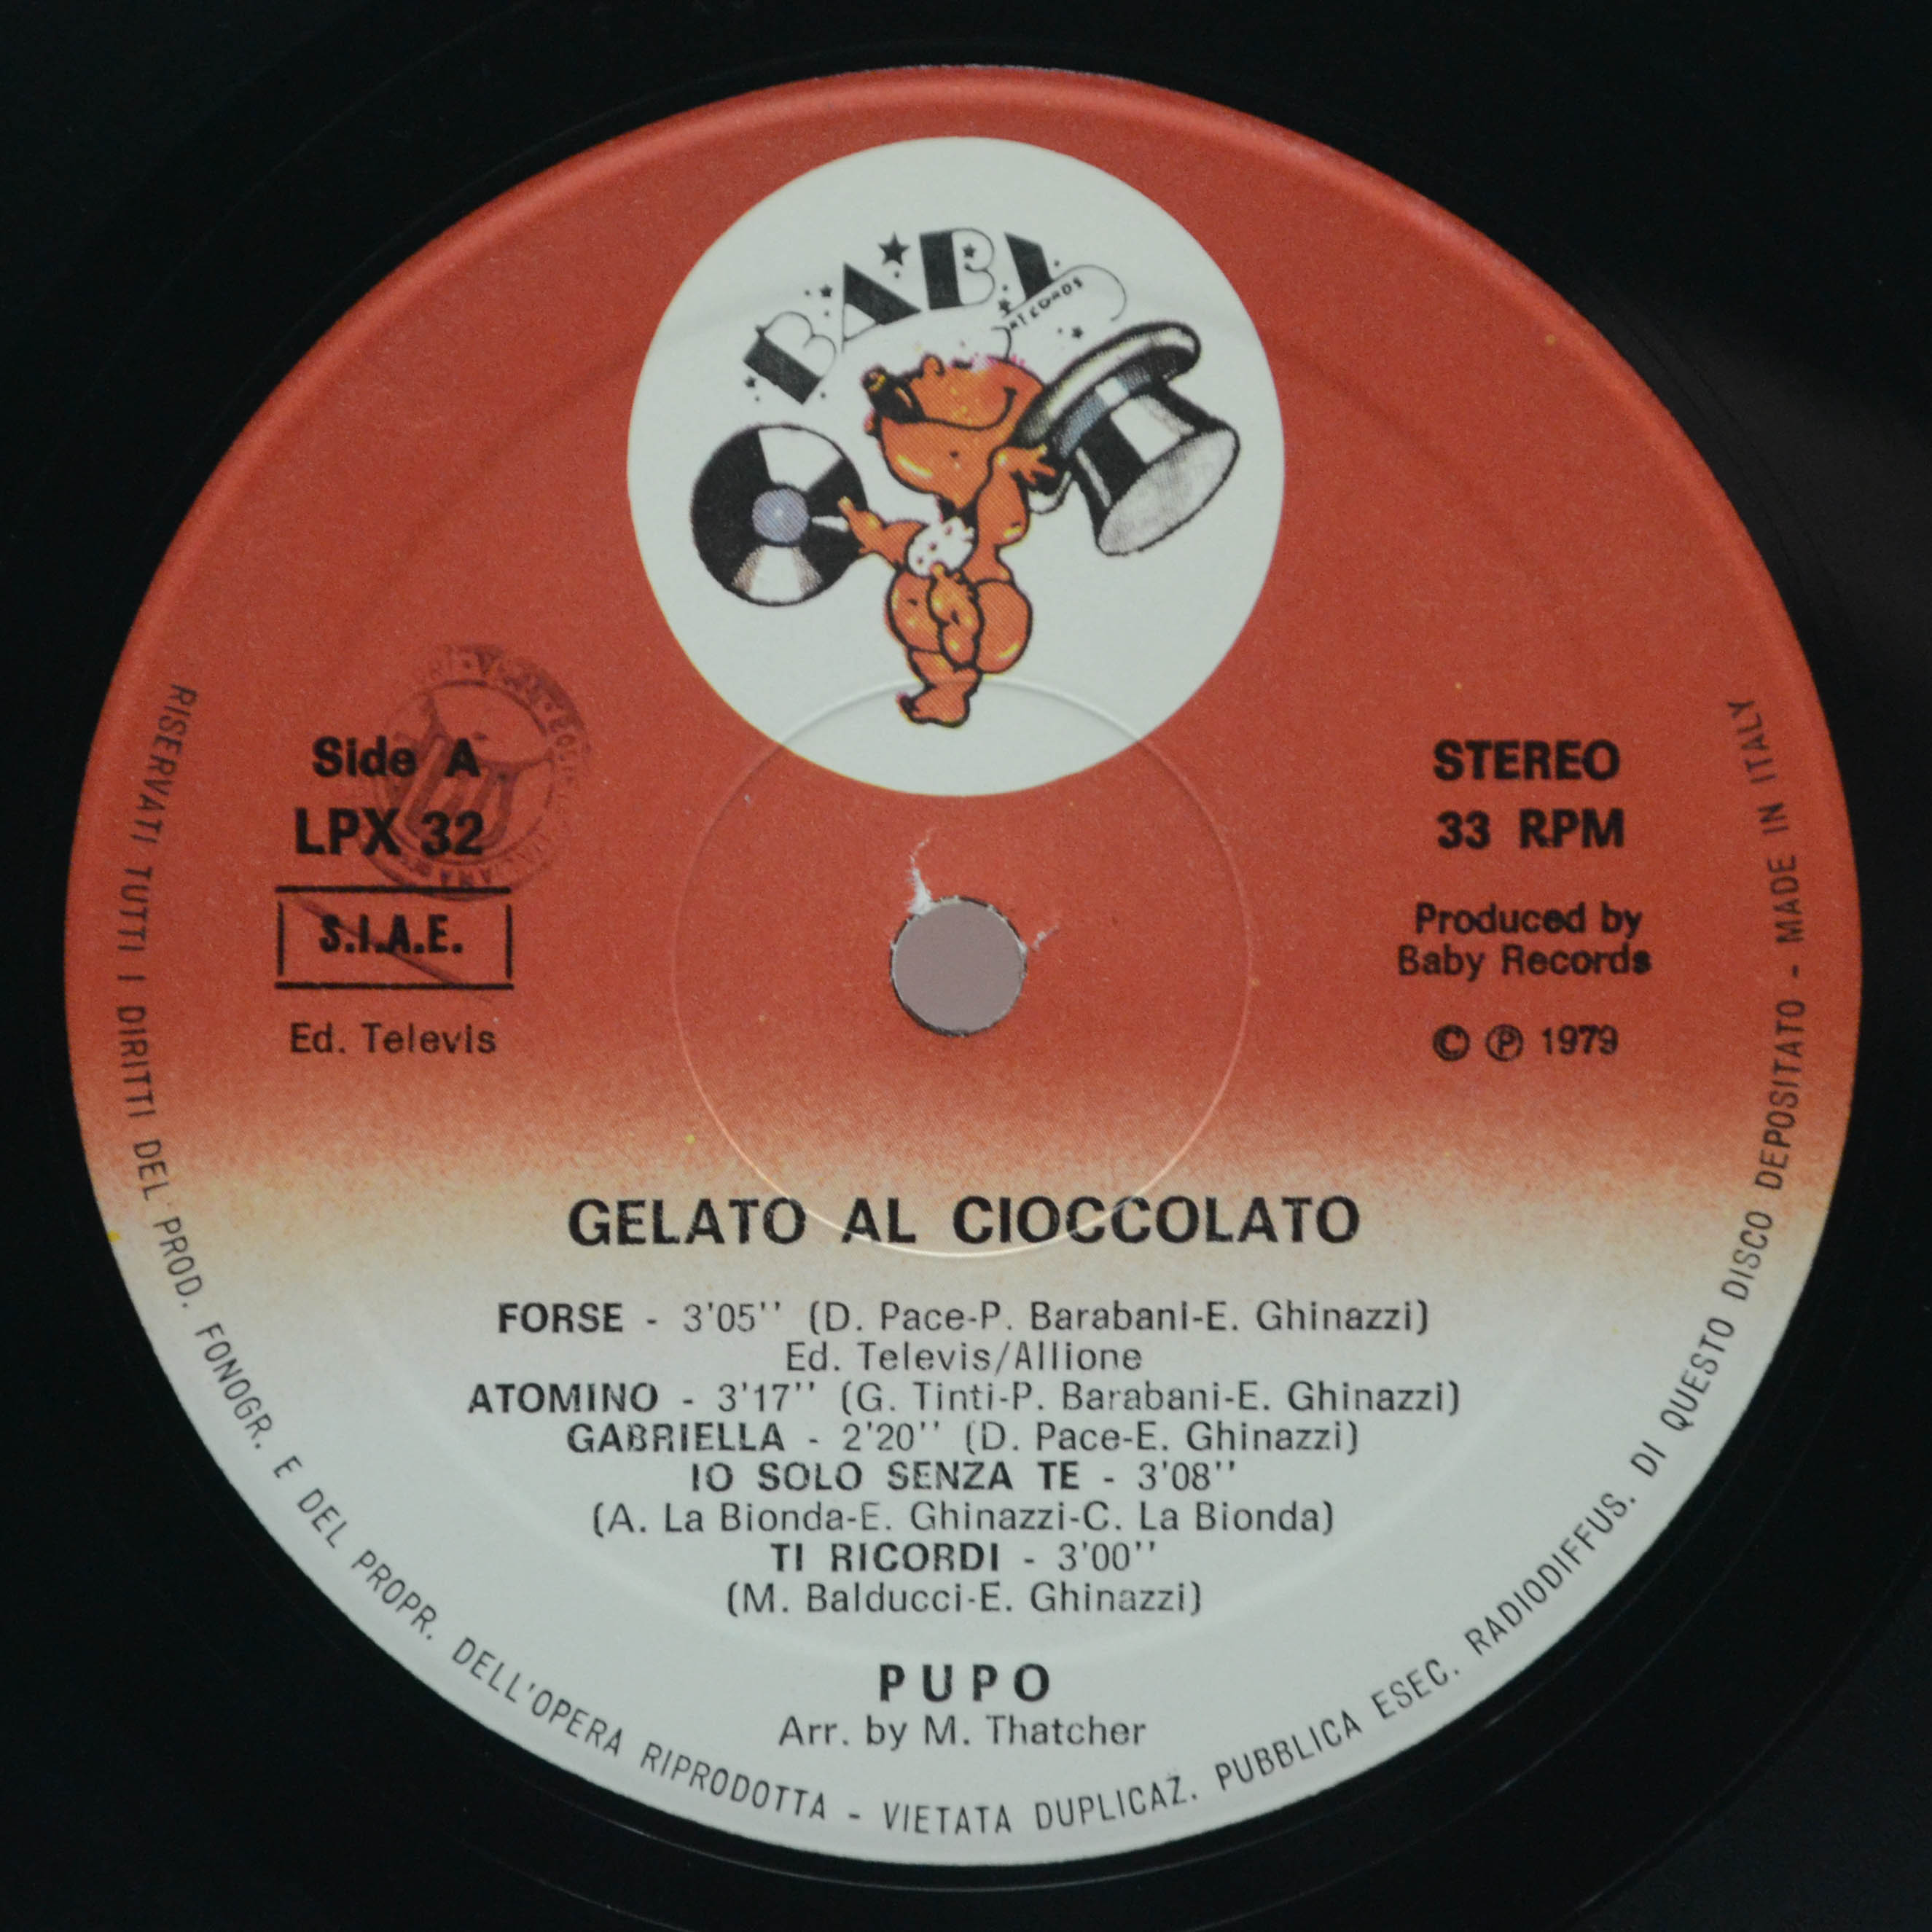 BABY
RECORDS
Side A
LPX 32
S.I.A.E.
Ed. Televis
STEREO
33 RPM
Produced by
Baby Records
© ℗ 1979
GELATO AL CIOCCOLATO
FORSE - 3'05'' (D. Pace-P. Barabani-E. Ghinazzi)
Ed. Televis/Allione
ATOMINO - 3'17'' (G. Tinti-P. Barabani-E. Ghinazzi)
GABRIELLA - 2'20'' (D. Pace-E. Ghinazzi)
IO SOLO SENZA TE - 3'08''
(A. La Bionda-E. Ghinazzi-C. La Bionda)
TI RICORDI - 3'00''
(M. Balducci-E. Ghinazzi)
PUPO
Arr. by M. Thatcher
RISERVATI TUTTI I DIRITTI DEL PROD. FONOGR. E DEL PROPR. DELL'OPERA RIPRODOTTA - VIETATA DUPLICAZ. PUBBLICA ESEC. RADIODIFFUS. DI QUESTO DISCO DEPOSITATO - MADE IN ITALY